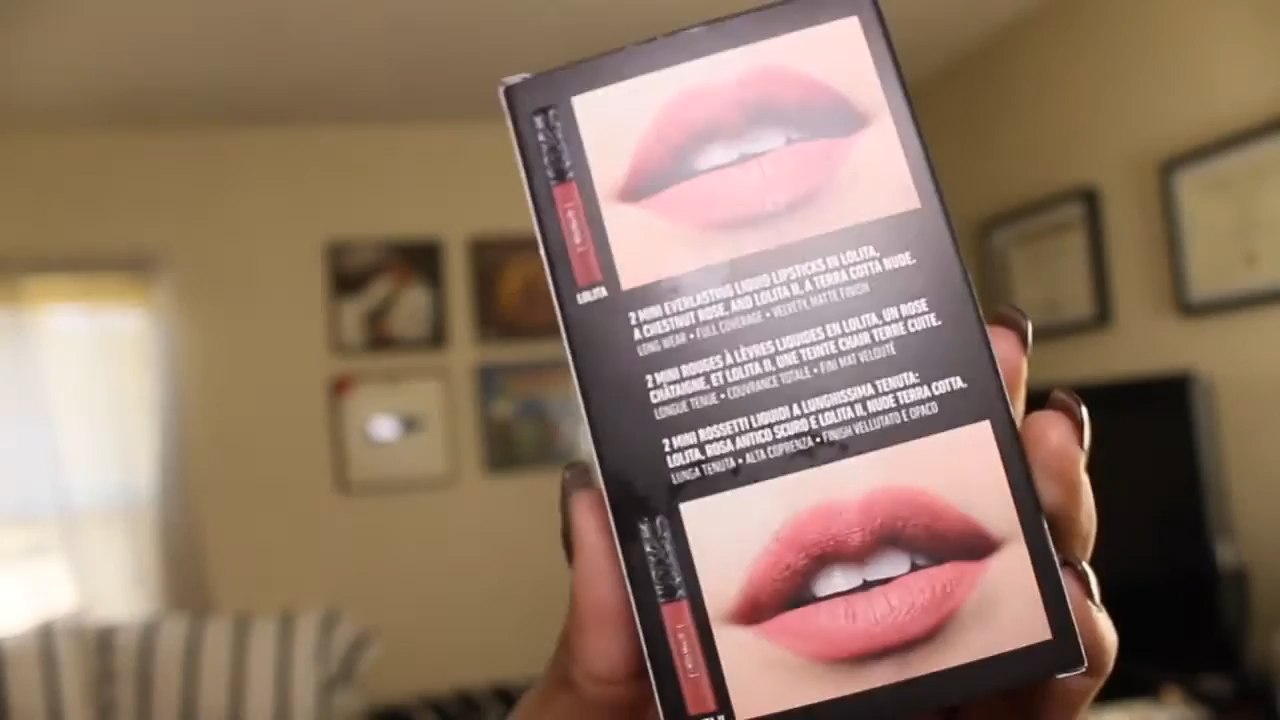 LOLITA
2 MINI EVERLASTING LIQUID LIPSTICKS IN LOLITA,
A CHESTNUT ROSE, AND LOLITA II, A TERRA COTTA NUDE.
LONG WEAR • FULL COVERAGE • VELVETY, MATTE FINISH
2 MINI ROUGES À LÈVRES LIQUIDES EN LOLITA, UN ROSE
CHÂTAIGNE, ET LOLITA II, UNE TEINTE CHAIR TERRE CUITE.
LONGUE TENUE • COUVRANCE TOTALE • FINI MAT VELOUTÉ
2 MINI ROSSETTI LIQUIDI A LUNGHISSIMA TENUTA:
LOLITA, ROSA ANTICO SCURO E LOLITA II, NUDE TERRA COTTA.
LUNGA TENUTA • ALTA COPRENZA • FINISH VELLUTATO E OPACO